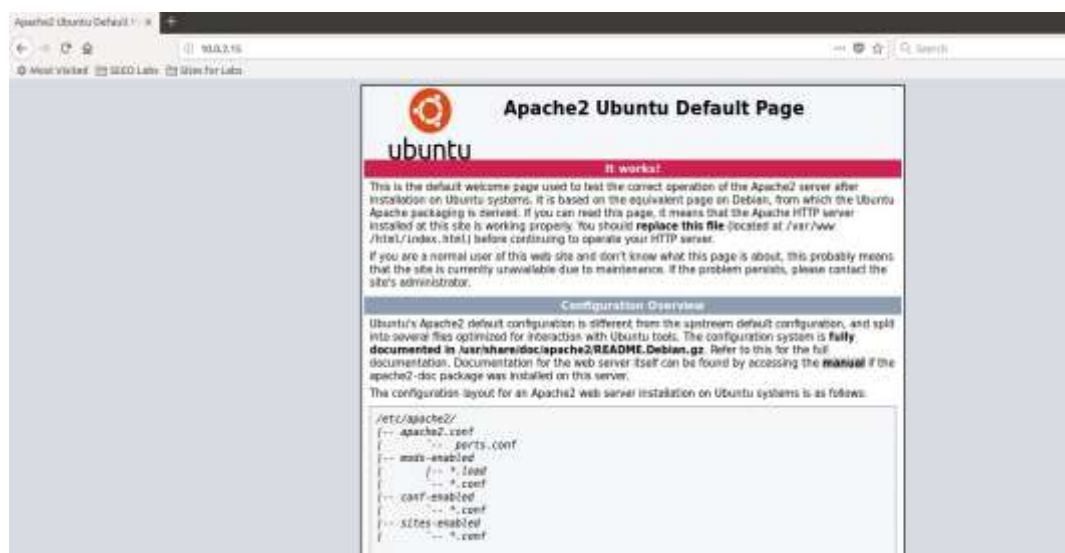 Apache2 Ubuntu Default
10.0.2.15
Search
Most Visited SEED Labs Sites for Labs
Apache2 Ubuntu Default Page
ubuntu
It works!
This is the default welcome page used to test the correct operation of the Apache2 server after
installation on Ubuntu systems. It is based on the equivalent page on Debian, from which the Ubuntu
Apache packaging is derived. If you can read this page, it means that the Apache HTTP server
installed at this site is working properly. You should replace this file (located at /var/www
/html/index.html) before continuing to operate your HTTP server.
If you are a normal user of this web site and don't know what this page is about, this probably means
that the site is currently unavailable due to maintenance. If the problem persists, please contact the
site's administrator.
Configuration Overview
Ubuntu's Apache2 default configuration is different from the upstream default configuration, and split
into several files optimized for interaction with Ubuntu tools. The configuration system is fully
documented in /usr/share/doc/apache2/README.Debian.gz. Refer to this for the full
documentation. Documentation for the web server itself can be found by accessing the manual if the
apache2-doc package was installed on this server.
The configuration layout for an Apache2 web server installation on Ubuntu systems is as follows:
/etc/apache2/
|-- apache2.conf
|       `--  ports.conf
|-- mods-enabled
|       |-- *.load
|       `-- *.conf
|-- conf-enabled
|       `-- *.conf
|-- sites-enabled
|       `-- *.conf